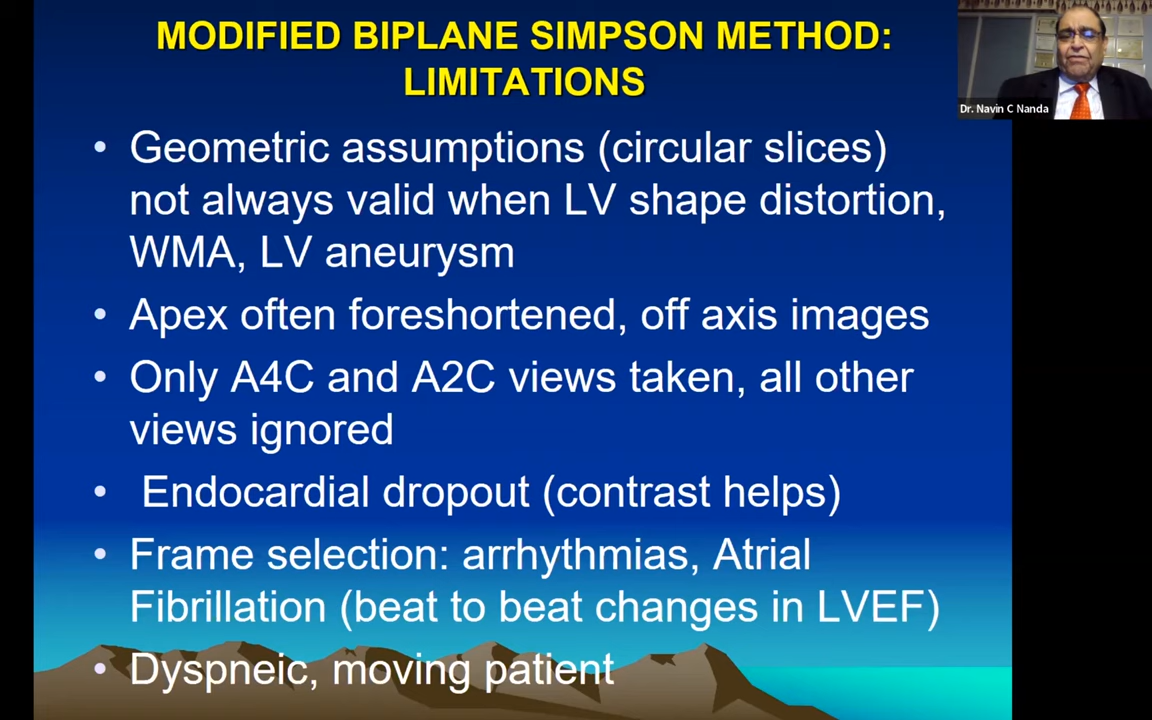 MODIFIED BIPLANE SIMPSON METHOD:
LIMITATIONS
Dr. Navin C Nanda
• Geometric assumptions (circular slices)
not always valid when LV shape distortion,
WMA, LV aneurysm
• Apex often foreshortened, off axis images
• Only A4C and A2C views taken, all other
views ignored
• Endocardial dropout (contrast helps)
• Frame selection: arrhythmias, Atrial
Fibrillation (beat to beat changes in LVEF)
• Dyspneic, moving patient